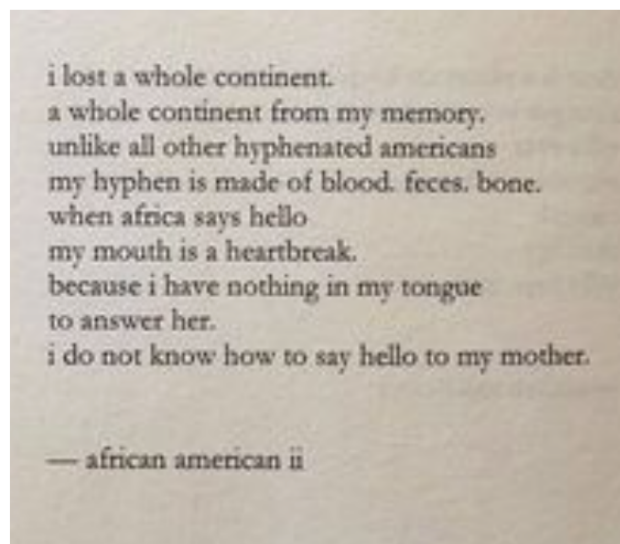 i lost a whole continent.
a whole continent from my memory.
unlike all other hyphenated americans
my hyphen is made of blood. feces. bone.
when africa says hello
my mouth is a heartbreak.
because i have nothing in my tongue
to answer her.
i do not know how to say hello to my mother.
— african american ii